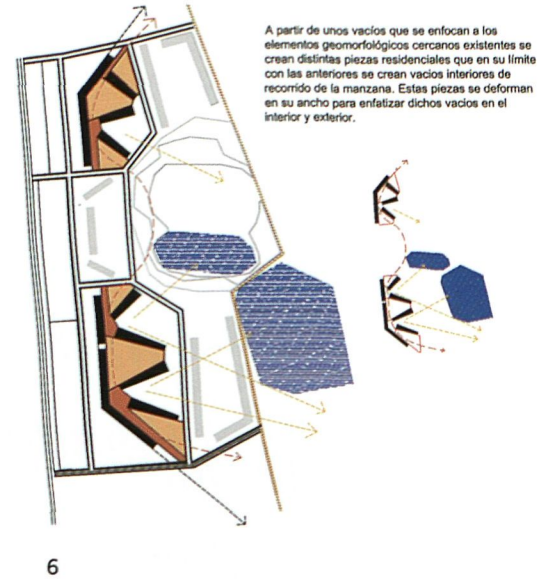 A partir de unos vacíos que se enfocan a los
elementos geomorfológicos cercanos existentes se
crean distintas piezas residenciales que en su límite
con las anteriores se crean vacios interiores de
recorrido de la manzana. Estas piezas se deforman
en su ancho para enfatizar dichos vacios en el
interior y exterior.
6